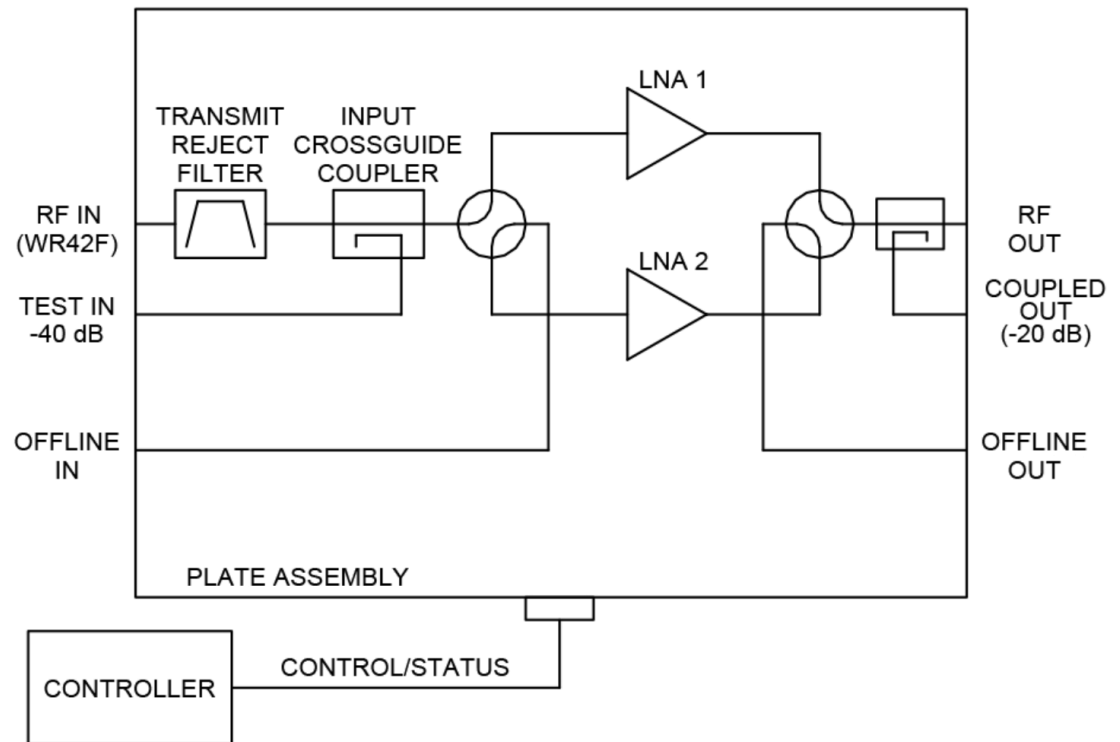 LNA 1
TRANSMIT
REJECT
FILTER
INPUT
CROSSGUIDE
COUPLER
RF IN
(WR42F)
RF
OUT
LNA 2
TEST IN
-40 dB
COUPLED
OUT
(-20 dB)
OFFLINE
IN
OFFLINE
OUT
PLATE ASSEMBLY
CONTROL/STATUS
CONTROLLER